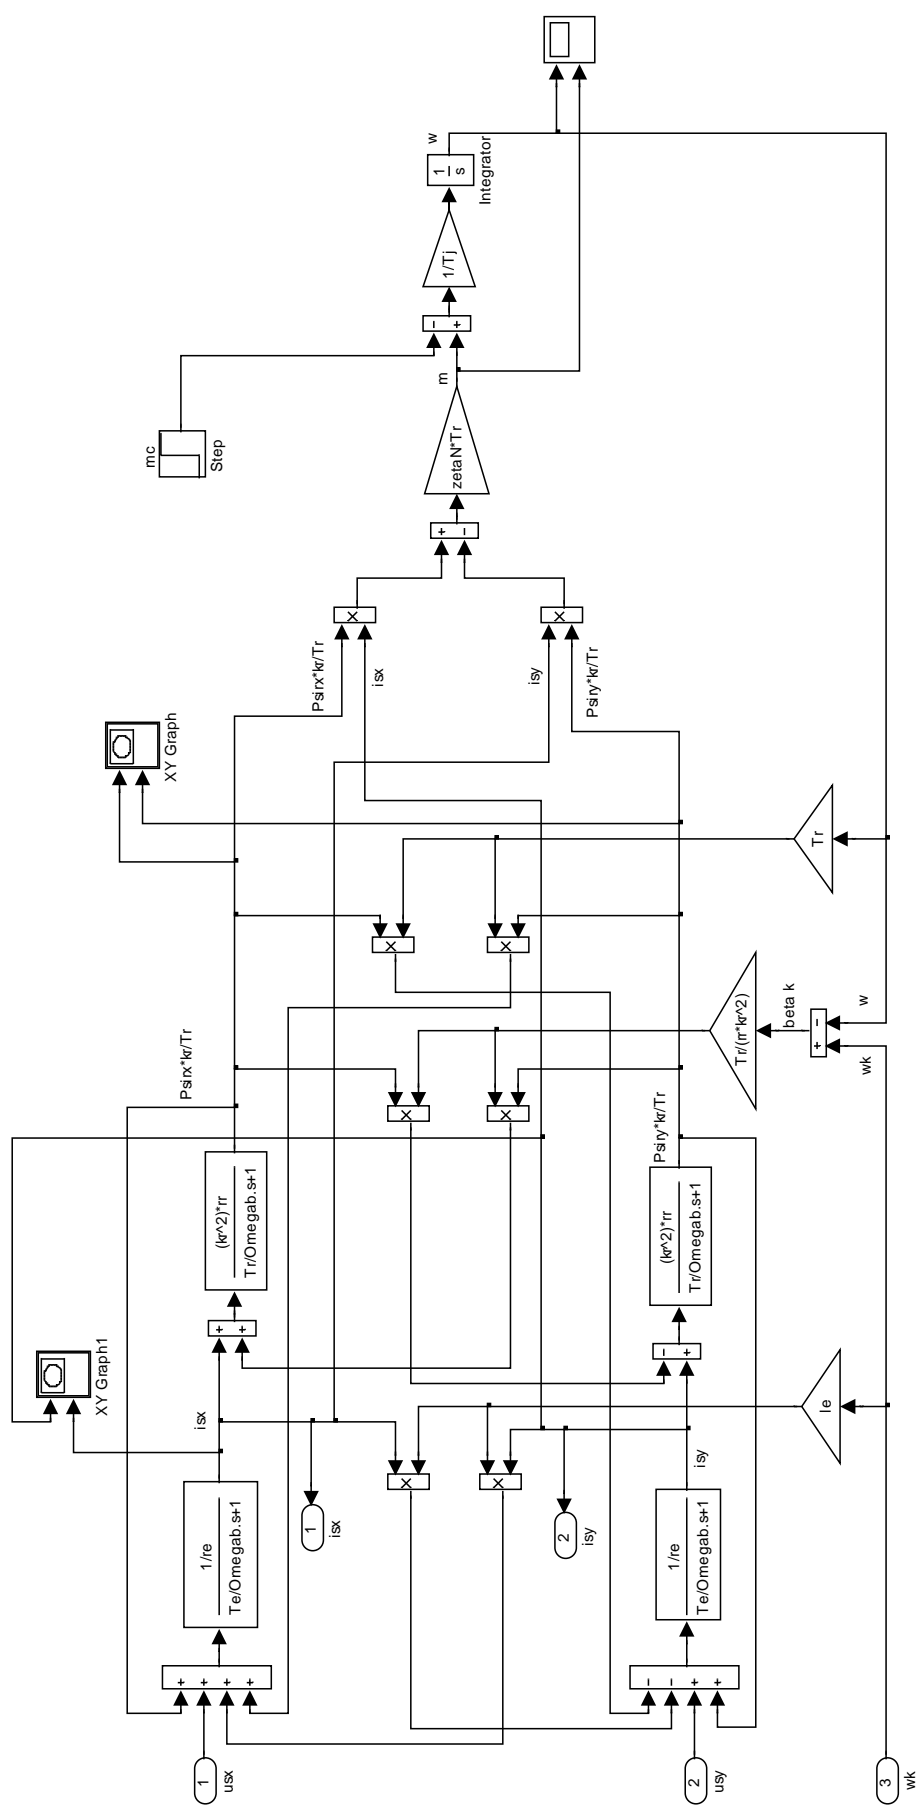 XY Graph1
mc
XY Graph
Step
Psirx*kr/Tr
1
usx
+
+
+
+
1/re
Te/Omegab.s+1
isx
+
+
(kr^2)*rr
Tr/Omegab.s+1
1
isx
Psirx*kr/Tr
isx
×
×
×
×
×
×
×
×
+
−
zetaN*Tr
m
−
+
1/Tj
1
s
w
Integrator
isy
Psiry*kr/Tr
2
isy
2
usy
−
−
+
+
1/re
Te/Omegab.s+1
isy
−
+
(kr^2)*rr
Tr/Omegab.s+1
Psiry*kr/Tr
Tr/(rr*kr^2)
beta k
le
Tr
+
−
wk
w
3
wk